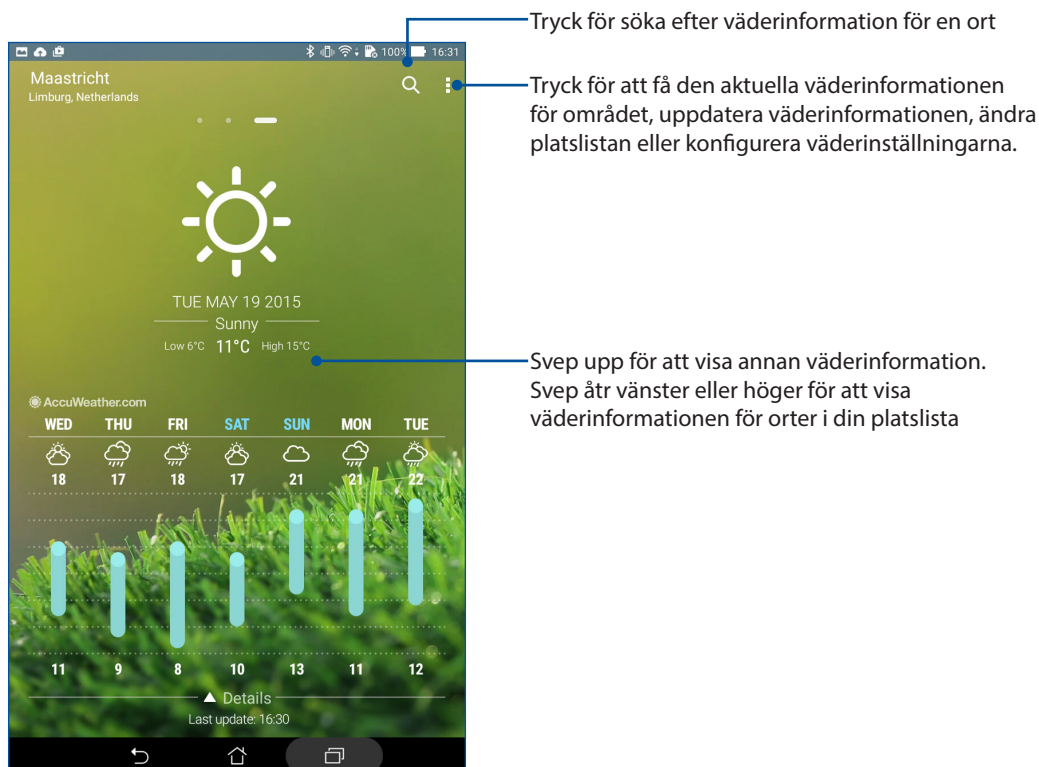 Tryck för söka efter väderinformation för en ort
100% 16:31
Maastricht
Limburg, Netherlands
Tryck för att få den aktuella väderinformationen
för området, uppdatera väderinformationen, ändra
platslistan eller konfigurera väderinställningarna.
TUE MAY 19 2015
Sunny
Low 6°C 11°C High 15°C
Svep upp för att visa annan väderinformation.
Svep åtr vänster eller höger för att visa
väderinformationen för orter i din platslista
AccuWeather.com
WED THU FRI SAT SUN MON TUE
18 17 18 17 21 21 22
11 9 8 10 13 11 12
Details
Last update: 16:30